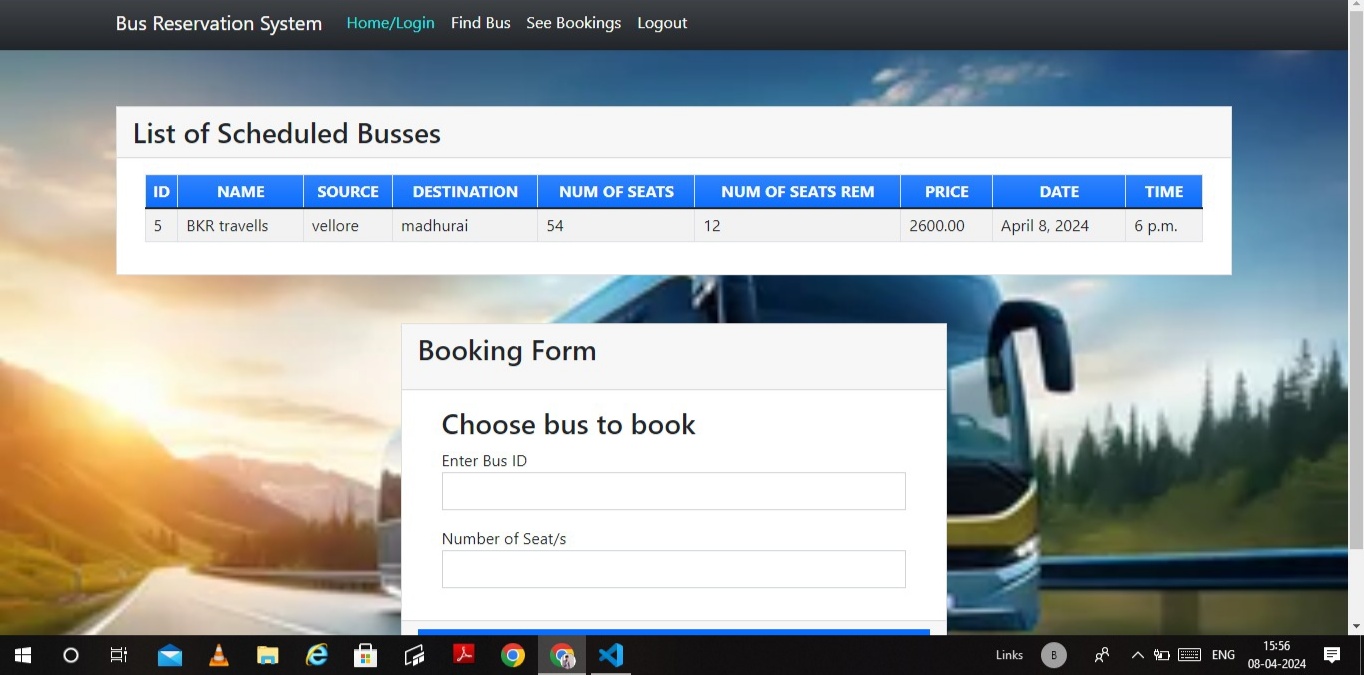 Bus Reservation System Home/Login Find Bus See Bookings Logout
List of Scheduled Busses
ID NAME SOURCE DESTINATION NUM OF SEATS NUM OF SEATS REM PRICE DATE TIME
5 BKR travells vellore madhurai 54 12 2600.00 April 8, 2024 6 p.m.
Booking Form
Choose bus to book
Enter Bus ID
Number of Seat/s
Links B ENG 15:56
08-04-2024